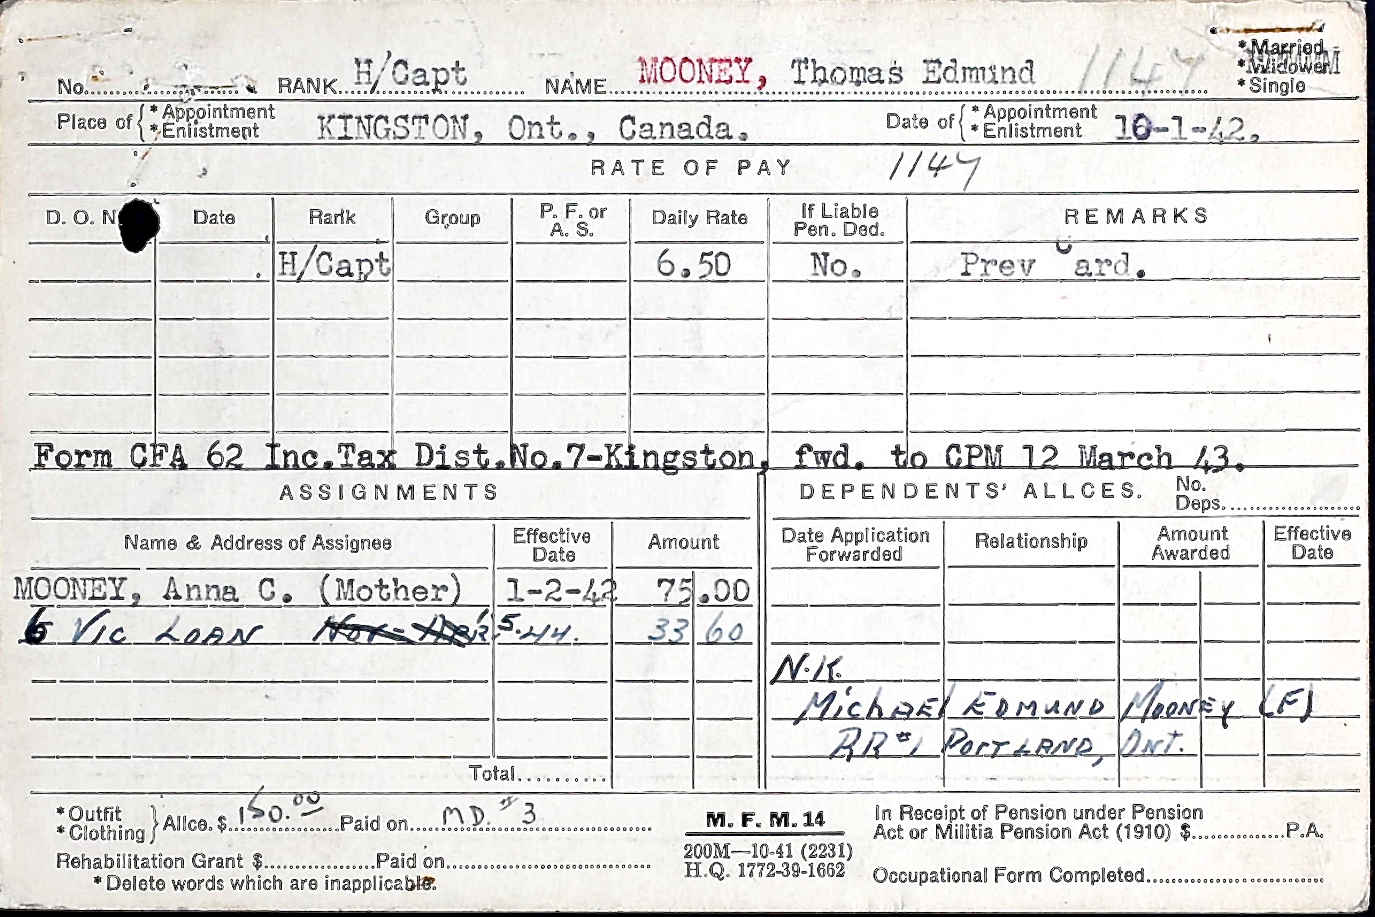 No. RANK H/Capt NAME MOONEY, Thomas Edmund 1147 *Married *Widower *Single
Place of { *Appointment *Enlistment KINGSTON, Ont., Canada. Date of { *Appointment *Enlistment 10-1-42.
RATE OF PAY 1147
D. O. N Date Rank Group P. F. or A. S. Daily Rate If Liable Pen. Ded. REMARKS
H/Capt 6.50 No. Prev Card.
Form CFA 62 Inc.Tax Dist.No.7-Kingston, fwd. to CPM 12 March 43.
ASSIGNMENTS DEPENDENTS' ALLCES. No. Deps.
Name & Address of Assignee Effective Date Amount Date Application Forwarded Relationship Amount Awarded Effective Date
MOONEY, Anna C. (Mother) 1-2-42 75.00
6 VIC LOAN 5.44. 33 60
N.K.
MichAEl EDMUND MOONEY (F)
RR#1 PORTLAND, ONT.
Total
*Outfit *Clothing } Allce. $ 150.00 Paid on MD. #3
M. F. M. 14
200M—10-41 (2231)
H.Q. 1772-39-1662
In Receipt of Pension under Pension
Act or Militia Pension Act (1910) $ P.A.
Rehabilitation Grant $ Paid on
*Delete words which are inapplicable.
Occupational Form Completed